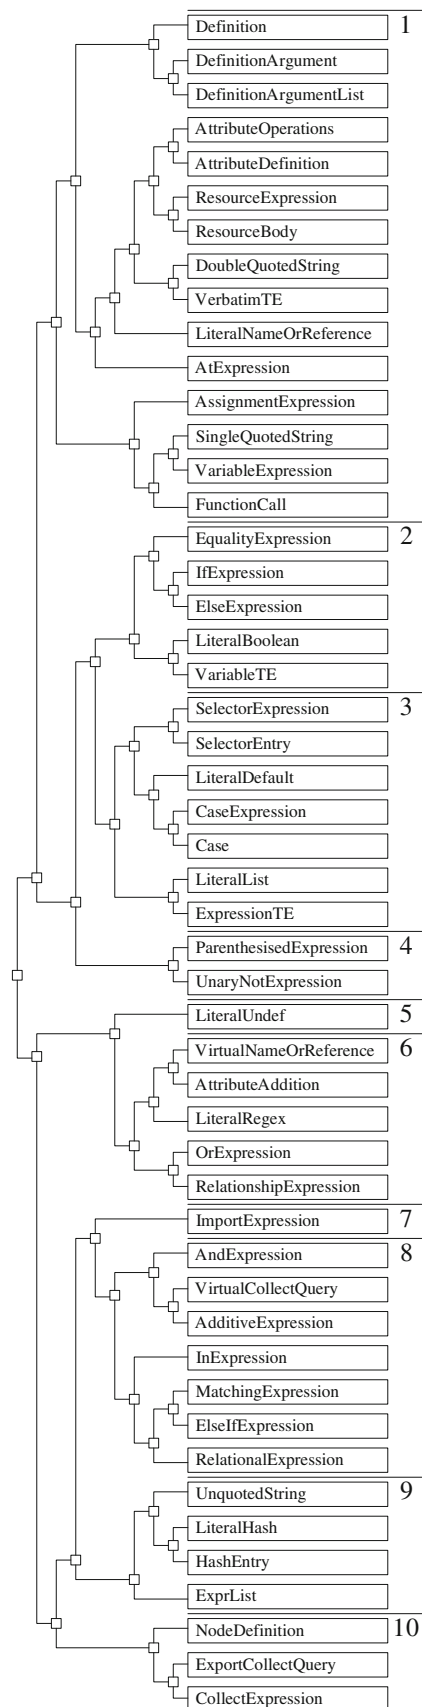 Definition 1
DefinitionArgument
DefinitionArgumentList
AttributeOperations
AttributeDefinition
ResourceExpression
ResourceBody
DoubleQuotedString
VerbatimTE
LiteralNameOrReference
AtExpression
AssignmentExpression
SingleQuotedString
VariableExpression
FunctionCall
EqualityExpression 2
IfExpression
ElseExpression
LiteralBoolean
VariableTE
SelectorExpression 3
SelectorEntry
LiteralDefault
CaseExpression
Case
LiteralList
ExpressionTE
ParenthesisedExpression 4
UnaryNotExpression
LiteralUndef 5
VirtualNameOrReference 6
AttributeAddition
LiteralRegex
OrExpression
RelationshipExpression
ImportExpression 7
AndExpression 8
VirtualCollectQuery
AdditiveExpression
InExpression
MatchingExpression
ElseIfExpression
RelationalExpression
UnquotedString 9
LiteralHash
HashEntry
ExprList
NodeDefinition 10
ExportCollectQuery
CollectExpression